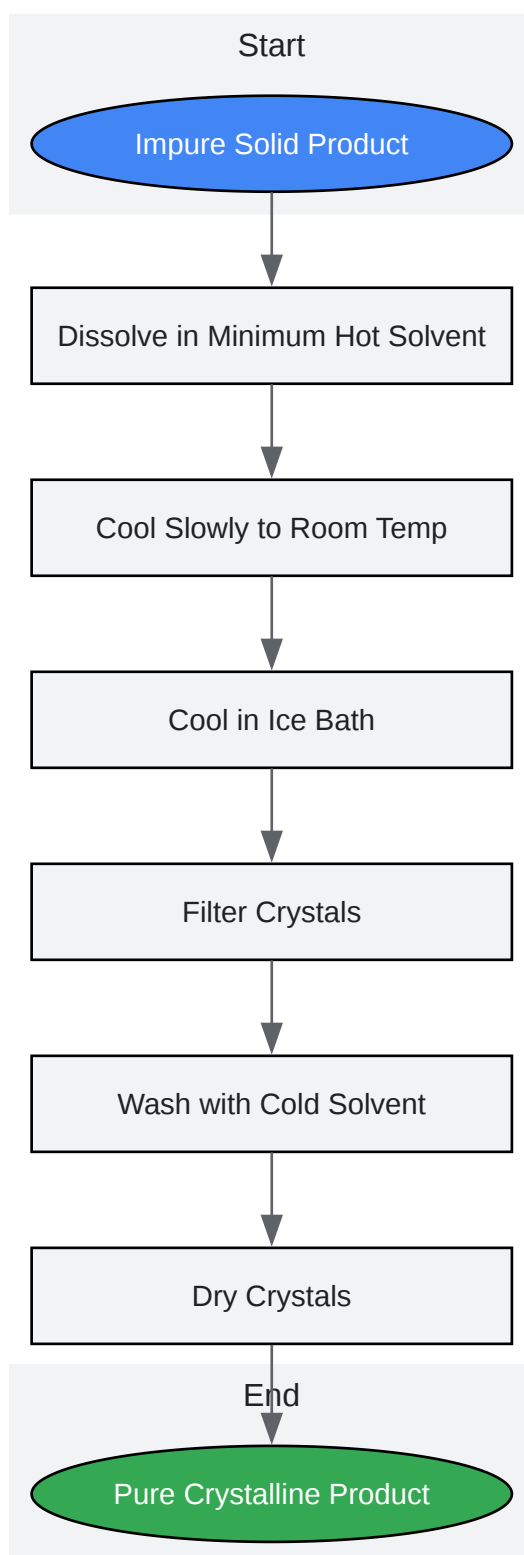 Start
Impure Solid Product
Dissolve in Minimum Hot Solvent
Cool Slowly to Room Temp
Cool in Ice Bath
Filter Crystals
Wash with Cold Solvent
Dry Crystals
End
Pure Crystalline Product